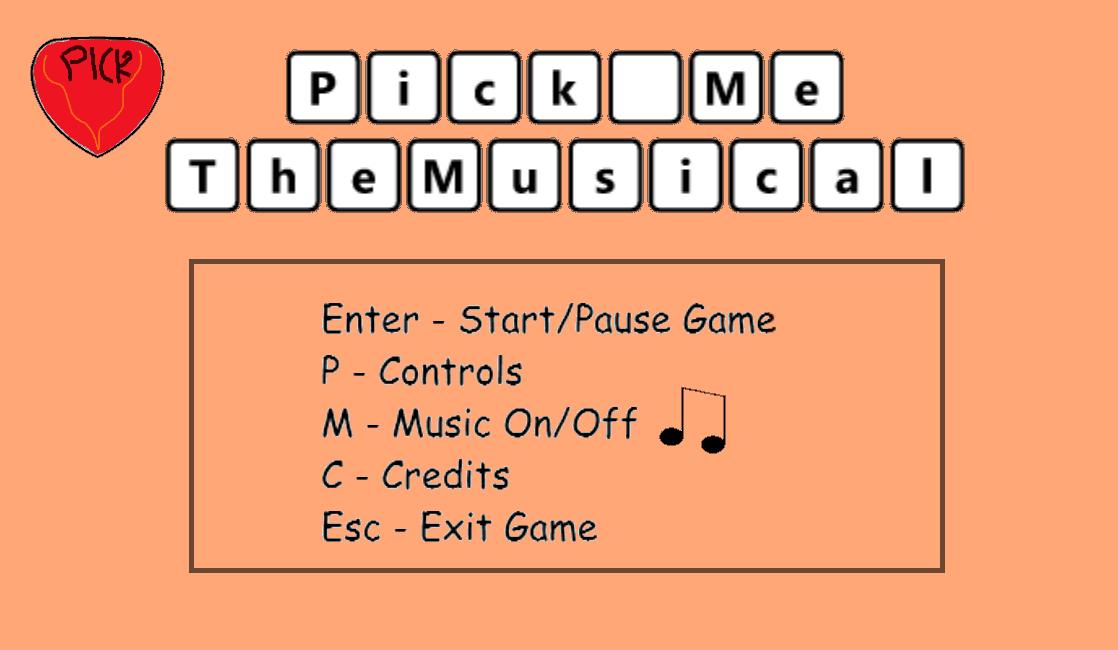 PICK
Pick Me
TheMusical
Enter - Start/Pause Game
P - Controls
M - Music On/Off
C - Credits
Esc - Exit Game